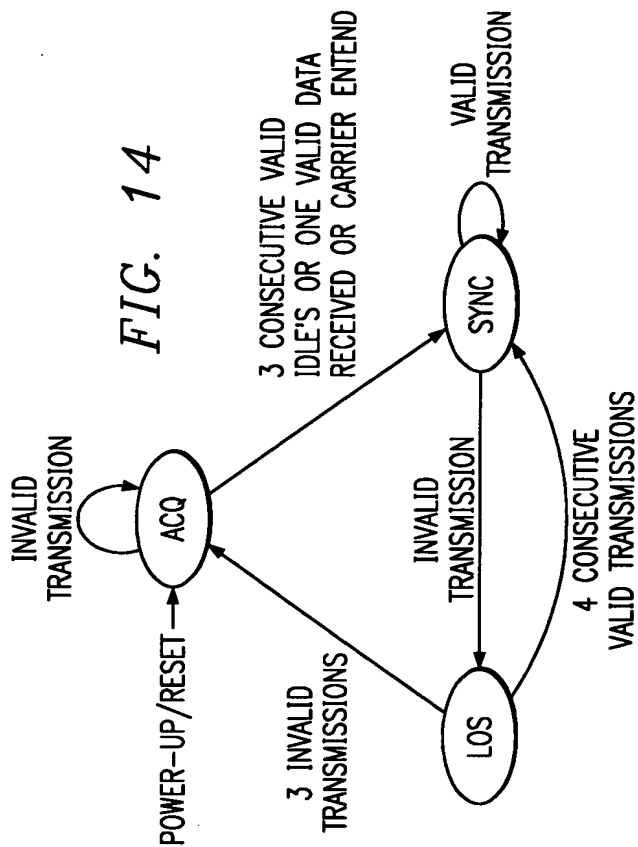 FIG. 14
INVALID
TRANSMISSION
POWER-UP/RESET
ACQ
3 CONSECUTIVE VALID
IDLE'S OR ONE VALID DATA
RECEIVED OR CARRIER ENTEND
3 INVALID
TRANSMISSIONS
INVALID
TRANSMISSION
LOS
SYNC
VALID
TRANSMISSION
4 CONSECUTIVE
VALID TRANSMISSIONS